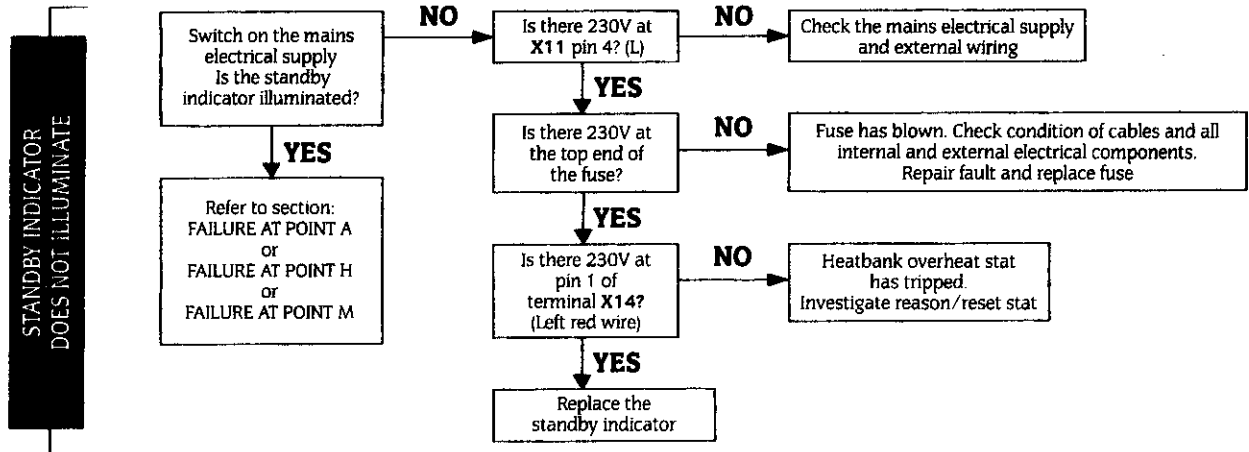 STANDBY INDICATOR
DOES NOT ILLUMINATE
Switch on the mains
electrical supply
Is the standby
indicator illuminated?
NO
Is there 230V at
X11 pin 4? (L)
NO
Check the mains electrical supply
and external wiring
YES
YES
Refer to section:
FAILURE AT POINT A
or
FAILURE AT POINT H
or
FAILURE AT POINT M
Is there 230V at
the top end of
the fuse?
NO
Fuse has blown. Check condition of cables and all
internal and external electrical components.
Repair fault and replace fuse
YES
Is there 230V at
pin 1 of
terminal X14?
(Left red wire)
NO
Heatbank overheat stat
has tripped.
Investigate reason/reset stat
YES
Replace the
standby indicator